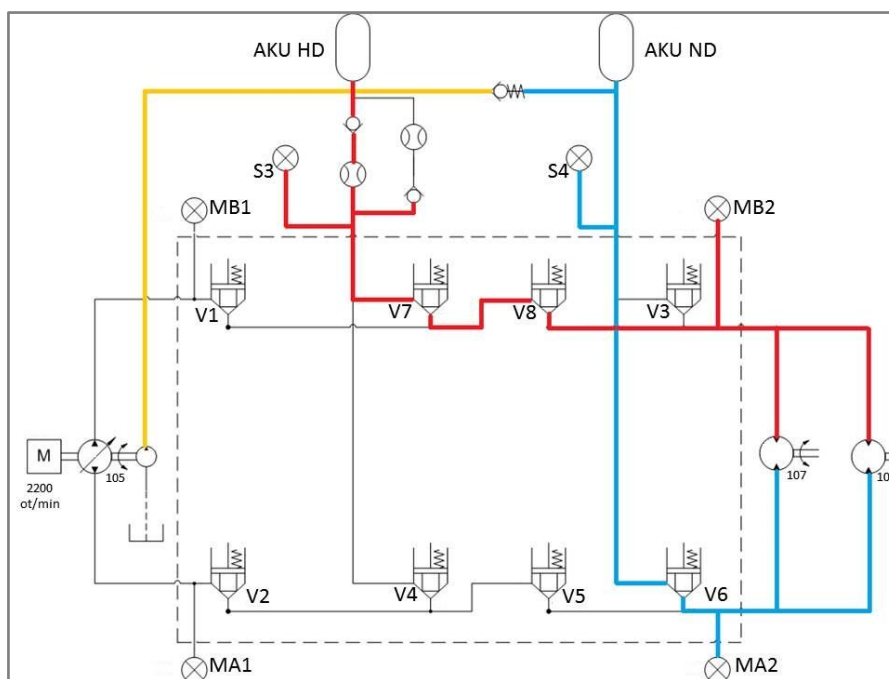 AKU HD
AKU ND
S3
S4
MB1
MB2
V1
V7
V8
V3
M
105
2200
ot/min
107
10
V2
V4
V5
V6
MA1
MA2